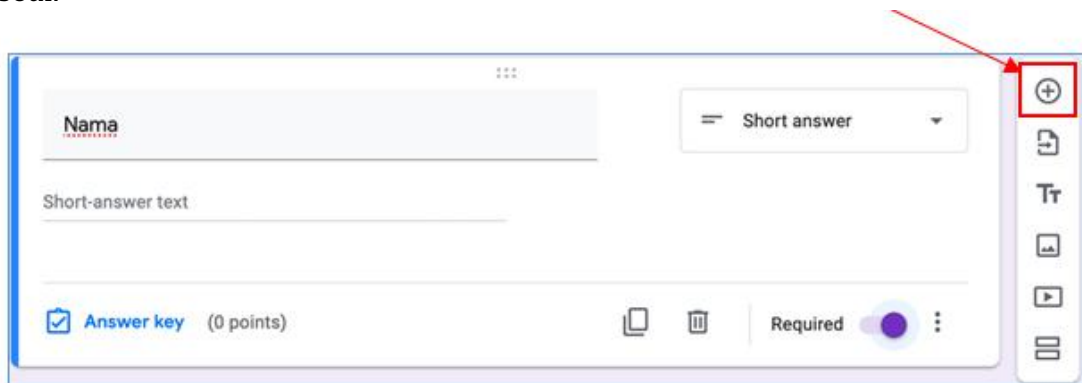 Nama
Short answer
Short-answer text
Answer key (0 points)
Required